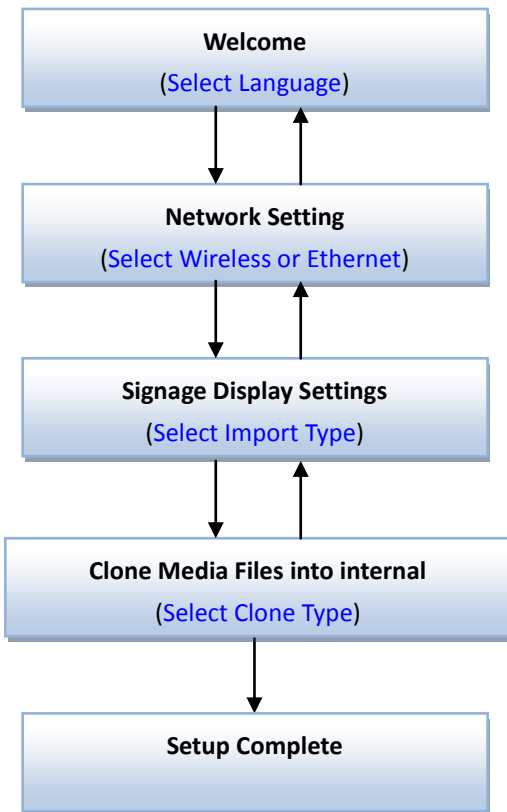 Welcome
(Select Language)
Network Setting
(Select Wireless or Ethernet)
Signage Display Settings
(Select Import Type)
Clone Media Files into internal
(Select Clone Type)
Setup Complete